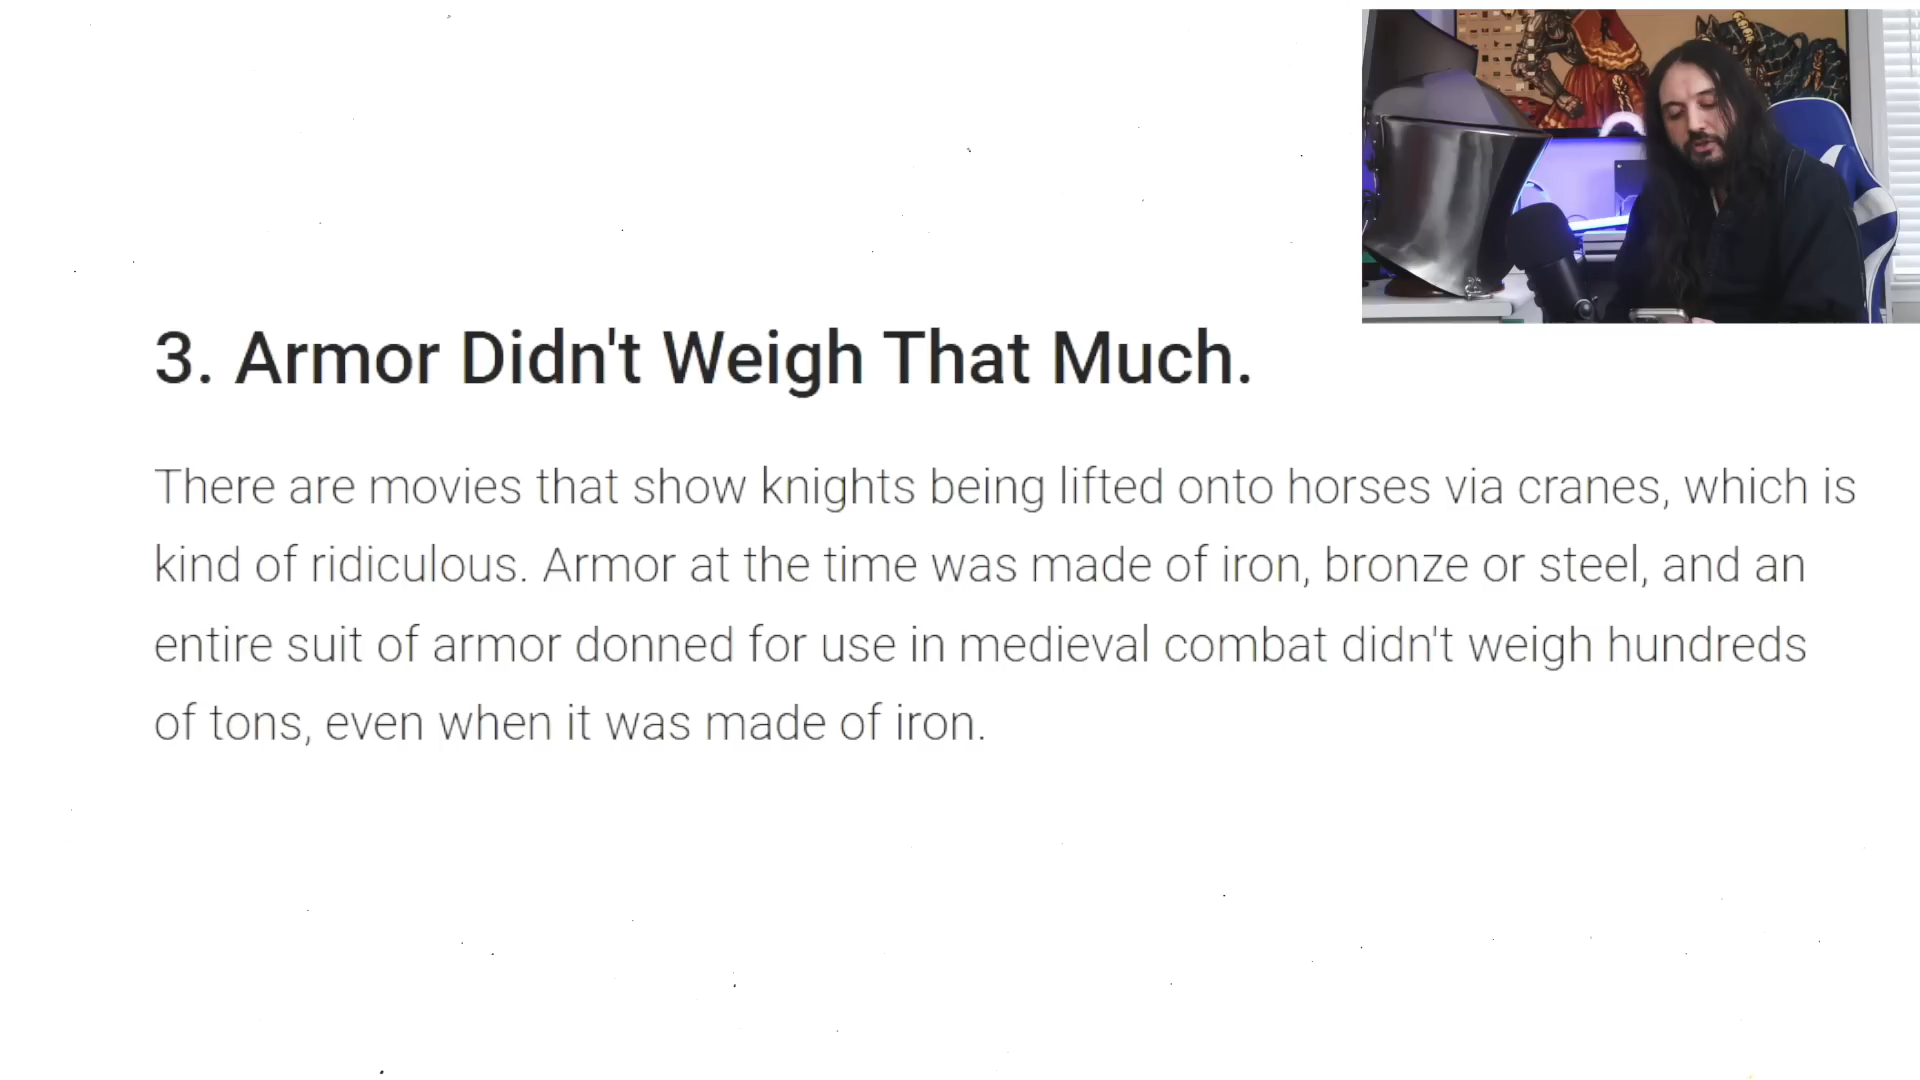 3. Armor Didn't Weigh That Much.
There are movies that show knights being lifted onto horses via cranes, which is
kind of ridiculous. Armor at the time was made of iron, bronze or steel, and an
entire suit of armor donned for use in medieval combat didn't weigh hundreds
of tons, even when it was made of iron.